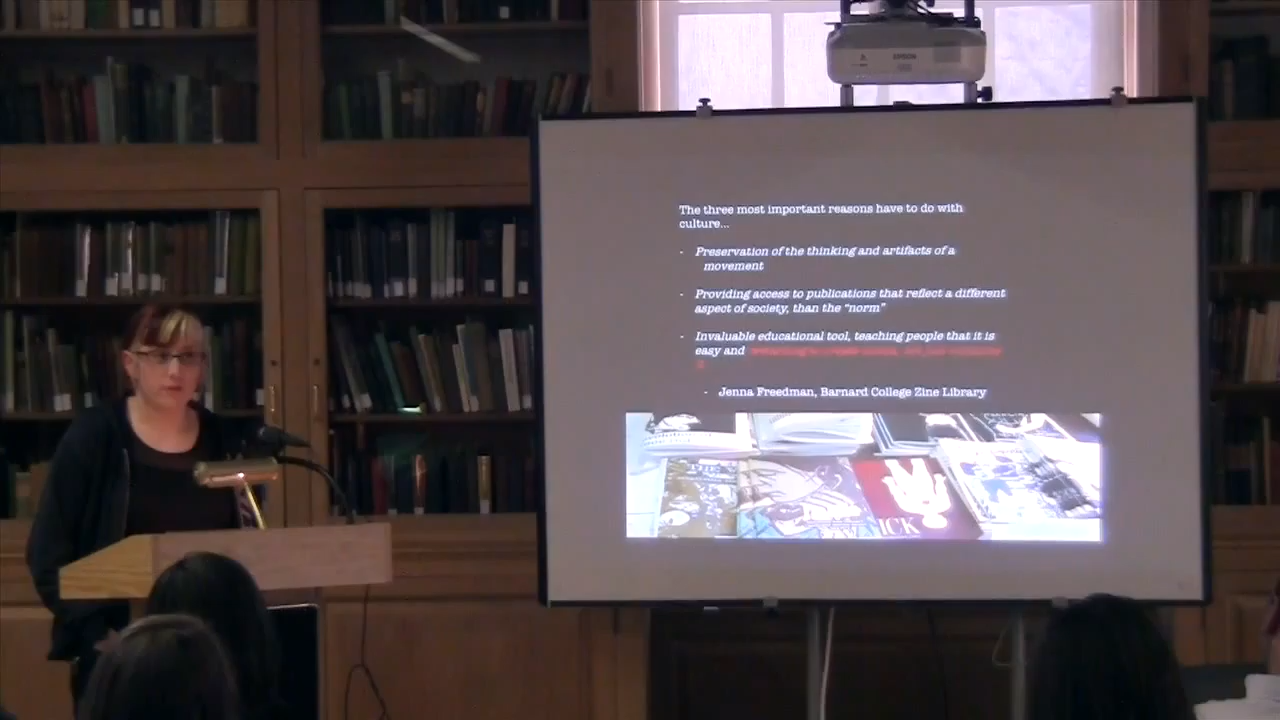 EPSON
The three most important reasons have to do with
culture...
- Preservation of the thinking and artifacts of a
movement
- Providing access to publications that reflect a different
aspect of society, than the "norm"
- Invaluable educational tool, teaching people that it is
easy and
- Jenna Freedman, Barnard College Zine Library